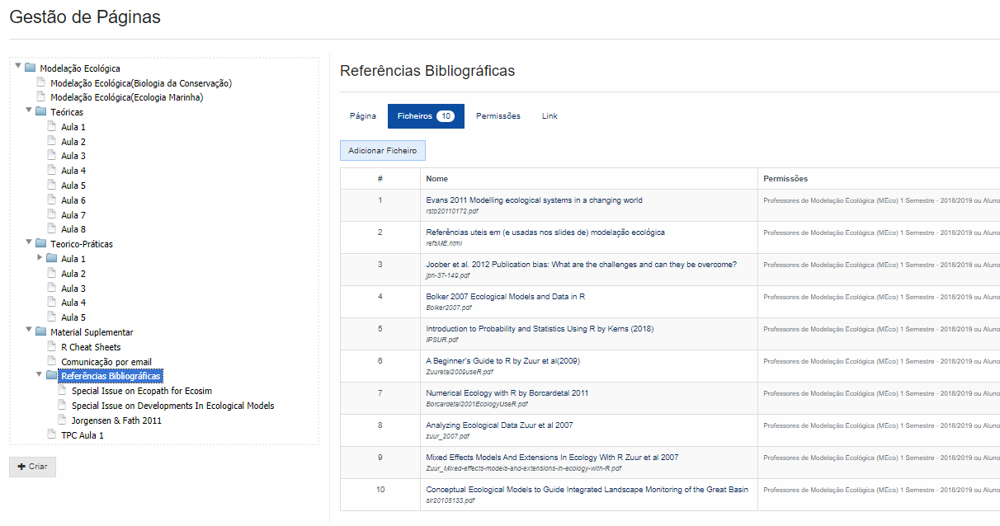 Gestão de Páginas
Modelação Ecológica
Modelação Ecológica(Biologia da Conservação)
Modelação Ecológica(Ecologia Marinha)
Teóricas
Aula 1
Aula 2
Aula 3
Aula 4
Aula 5
Aula 6
Aula 7
Aula 8
Teorico-Práticas
Aula 1
Aula 2
Aula 3
Aula 4
Aula 5
Material Suplementar
R Cheat Sheets
Comunicação por email
Referências Bibliográficas
Special Issue on Ecopath for Ecosim
Special Issue on Developments In Ecological Models
Jorgensen & Fath 2011
TPC Aula 1
+ Criar
Referências Bibliográficas
Página Ficheiros 10 Permissões Link
Adicionar Ficheiro
# Nome Permissões
1 Evans 2011 Modelling ecological systems in a changing world Professores de Modelação Ecológica (MEco) 1 Semestre - 2018/2019 ou Aluno
rstb20110172.pdf
2 Referências uteis em (e usadas nos slides de) modelação ecológica Professores de Modelação Ecológica (MEco) 1 Semestre - 2018/2019 ou Aluno
refsME.html
3 Joober et al. 2012 Publication bias: What are the challenges and can they be overcome? Professores de Modelação Ecológica (MEco) 1 Semestre - 2018/2019 ou Aluno
jpn-37-149.pdf
4 Bolker 2007 Ecological Models and Data in R Professores de Modelação Ecológica (MEco) 1 Semestre - 2018/2019 ou Aluno
Bolker2007.pdf
5 Introduction to Probability and Statistics Using R by Kerns (2018) Professores de Modelação Ecológica (MEco) 1 Semestre - 2018/2019 ou Aluno
IPSUR.pdf
6 A Beginner's Guide to R by Zuur et al(2009) Professores de Modelação Ecológica (MEco) 1 Semestre - 2018/2019 ou Aluno
Zuuretal2009useR.pdf
7 Numerical Ecology with R by Borcardetal 2011 Professores de Modelação Ecológica (MEco) 1 Semestre - 2018/2019 ou Aluno
Borcardetal2001EcologyUseR.pdf
8 Analyzing Ecological Data Zuur et al 2007 Professores de Modelação Ecológica (MEco) 1 Semestre - 2018/2019 ou Aluno
zuur_2007.pdf
9 Mixed Effects Models And Extensions In Ecology With R Zuur et al 2007 Professores de Modelação Ecológica (MEco) 1 Semestre - 2018/2019 ou Aluno
Zuur_Mixed-effects-models-and-extensions-in-ecology-with-R.pdf
10 Conceptual Ecological Models to Guide Integrated Landscape Monitoring of the Great Basin Professores de Modelação Ecológica (MEco) 1 Semestre - 2018/2019 ou Aluno
sir20105133.pdf